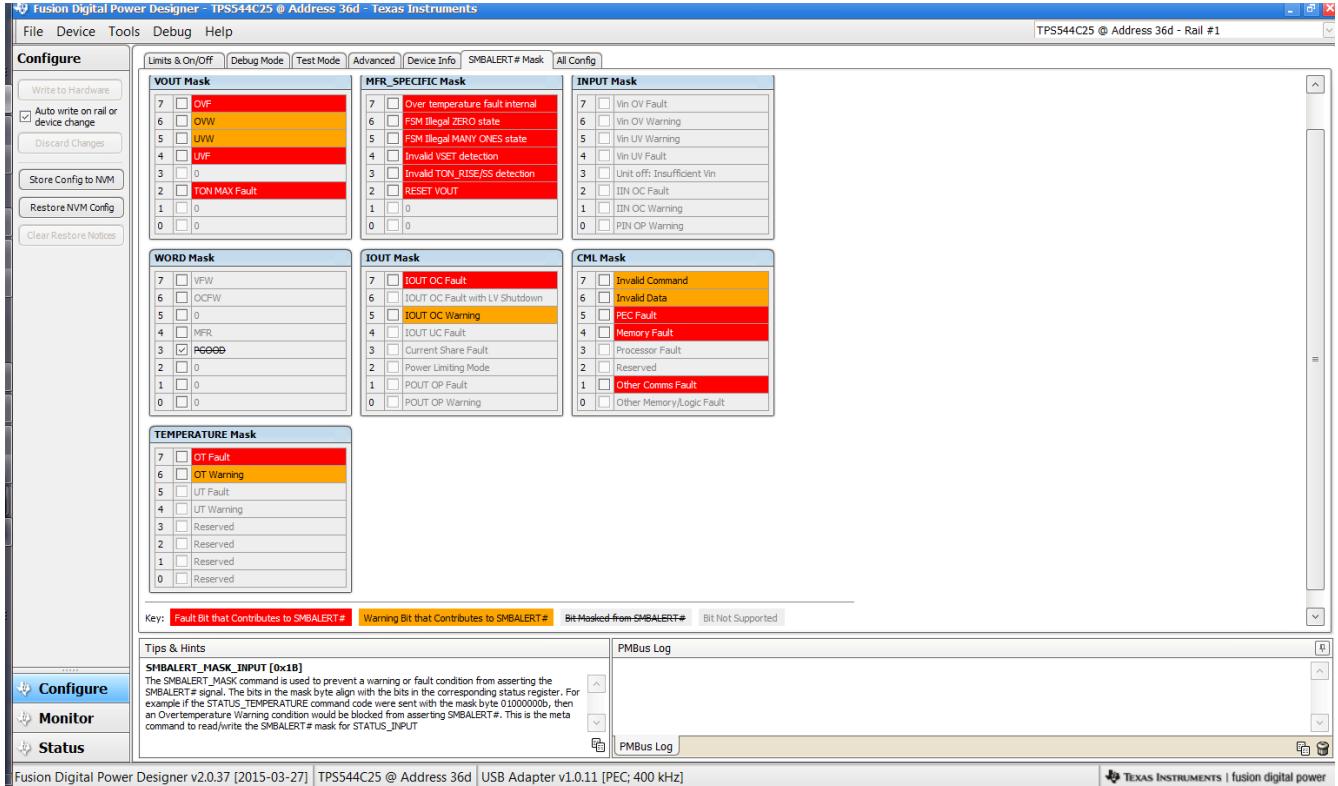 Fusion Digital Power Designer - TPS544C25 @ Address 36d - Texas Instruments
File Device Tools Debug Help
TPS544C25 @ Address 36d - Rail #1
Configure
Write to Hardware
Auto write on rail or
device change
Discard Changes
Store Config to NVM
Restore NVM Config
Clear Restore Notices
Limits & On/Off Debug Mode Test Mode Advanced Device Info SMBALERT# Mask All Config
VOUT Mask
7 OVF
6 OVW
5 UVW
4 UVF
3 0
2 TON MAX Fault
1 0
0 0
MFR_SPECIFIC Mask
7 Over temperature fault internal
6 FSM Illegal ZERO state
5 FSM Illegal MANY ONES state
4 Invalid VSET detection
3 Invalid TON_RISE/SS detection
2 RESET VOUT
1 0
0 0
INPUT Mask
7 Vin OV Fault
6 Vin OV Warning
5 Vin UV Warning
4 Vin UV Fault
3 Unit off: Insufficient Vin
2 IIN OC Fault
1 IIN OC Warning
0 PIN OP Warning
WORD Mask
7 VFW
6 OCFW
5 0
4 MFR
3 PGOOD
2 0
1 0
0 0
IOUT Mask
7 IOUT OC Fault
6 IOUT OC Fault with LV Shutdown
5 IOUT OC Warning
4 IOUT UC Fault
3 Current Share Fault
2 Power Limiting Mode
1 POUT OP Fault
0 POUT OP Warning
CML Mask
7 Invalid Command
6 Invalid Data
5 PEC Fault
4 Memory Fault
3 Processor Fault
2 Reserved
1 Other Comms Fault
0 Other Memory/Logic Fault
TEMPERATURE Mask
7 OT Fault
6 OT Warning
5 UT Fault
4 UT Warning
3 Reserved
2 Reserved
1 Reserved
0 Reserved
Key: Fault Bit that Contributes to SMBALERT# Warning Bit that Contributes to SMBALERT# Bit Masked from SMBALERT# Bit Not Supported
Tips & Hints
SMBALERT_MASK_INPUT [0x1B]
The SMBALERT_MASK command is used to prevent a warning or fault condition from asserting the
SMBALERT# signal. The bits in the mask byte align with the bits in the corresponding status register. For
example if the STATUS_TEMPERATURE command code were sent with the mask byte 01000000b, then
an Overtemperature Warning condition would be blocked from asserting SMBALERT#. This is the meta
command to read/write the SMBALERT# mask for STATUS_INPUT
PMBus Log
PMBus Log
Configure
Monitor
Status
Fusion Digital Power Designer v2.0.37 [2015-03-27] TPS544C25 @ Address 36d USB Adapter v1.0.11 [PEC; 400 kHz]
TEXAS INSTRUMENTS | fusion digital power